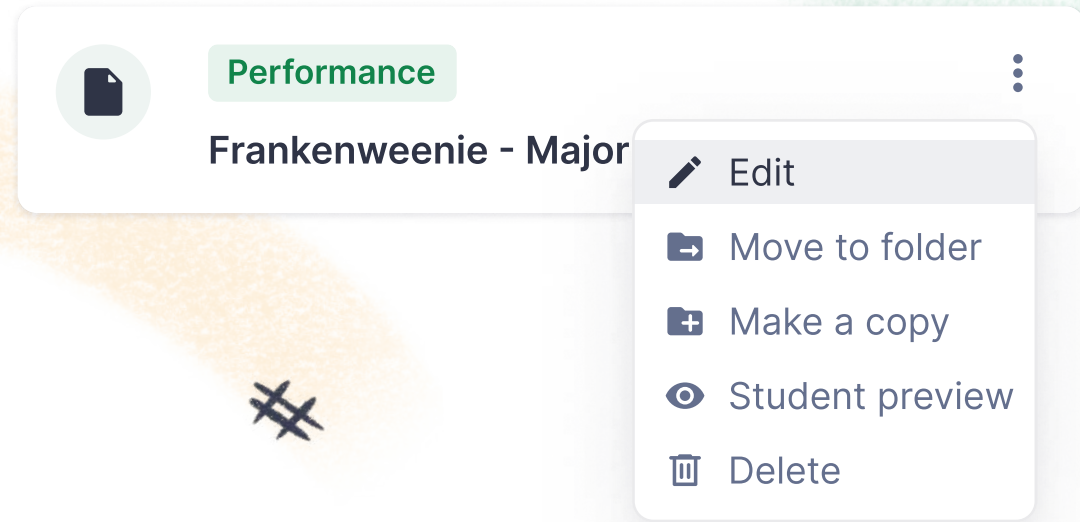 Performance
Frankenweenie - Major
Edit
Move to folder
Make a copy
Student preview
Delete